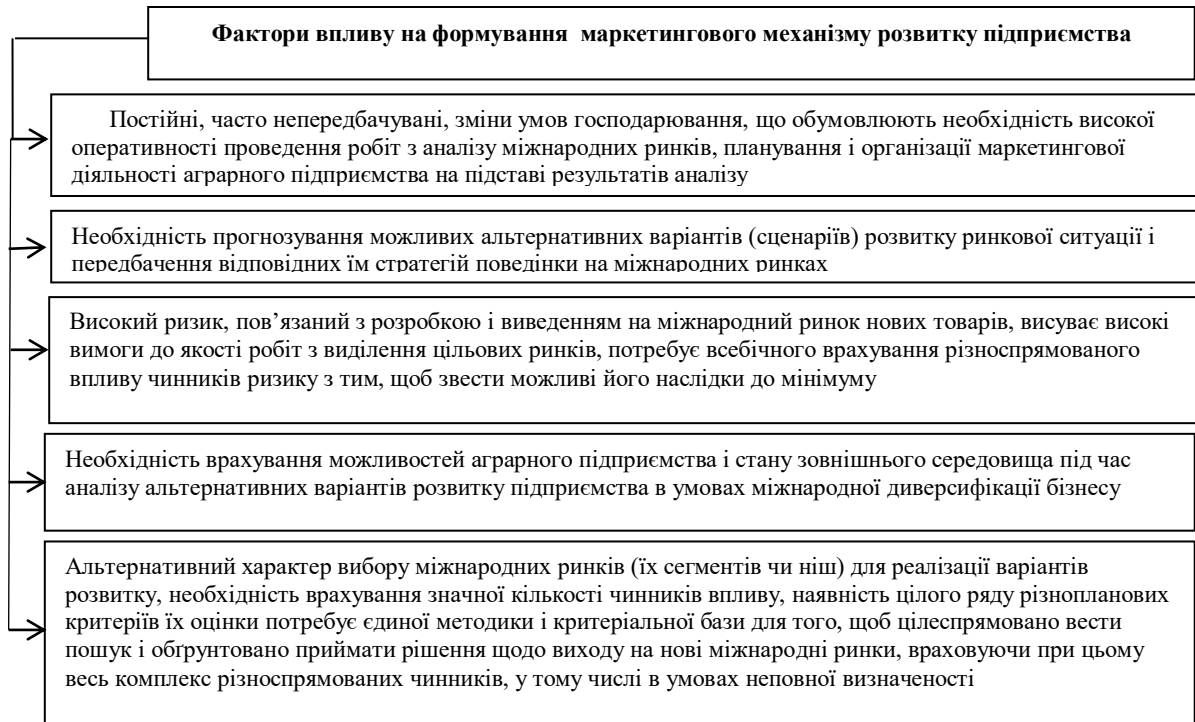 Фактори впливу на формування маркетингового механізму розвитку підприємства
Постійні, часто непередбачувані, зміни умов господарювання, що обумовлюють необхідність високої
оперативності проведення робіт з аналізу міжнародних ринків, планування і організації маркетингової
діяльності аграрного підприємства на підставі результатів аналізу
Необхідність прогнозування можливих альтернативних варіантів (сценаріїв) розвитку ринкової ситуації і
передбачення відповідних їм стратегій поведінки на міжнародних ринках
Високий ризик, пов’язаний з розробкою і виведенням на міжнародний ринок нових товарів, висуває високі
вимоги до якості робіт з виділення цільових ринків, потребує всебічного врахування різноспрямованого
впливу чинників ризику з тим, щоб звести можливі його наслідки до мінімуму
Необхідність врахування можливостей аграрного підприємства і стану зовнішнього середовища під час
аналізу альтернативних варіантів розвитку підприємства в умовах міжнародної диверсифікації бізнесу
Альтернативний характер вибору міжнародних ринків (їх сегментів чи ніш) для реалізації варіантів
розвитку, необхідність врахування значної кількості чинників впливу, наявність цілого ряду різнопланових
критеріїв їх оцінки потребує єдиної методики і критеріальної бази для того, щоб цілеспрямовано вести
пошук і обґрунтовано приймати рішення щодо виходу на нові міжнародні ринки, враховуючи при цьому
весь комплекс різноспрямованих чинників, у тому числі в умовах неповної визначеності